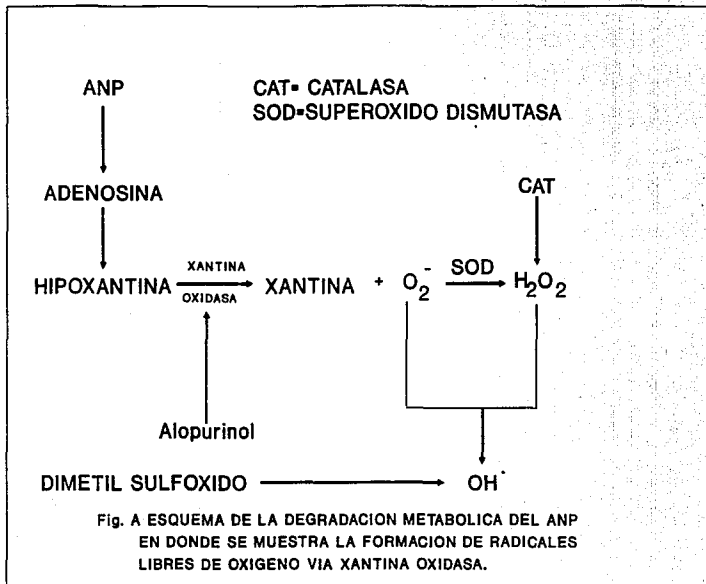 ANP
CAT= CATALASA
SOD=SUPEROXIDO DISMUTASA
ADENOSINA
CAT
HIPOXANTINA XANTINA OXIDASA XANTINA + O₂⁻ SOD H₂O₂
Alopurinol
DIMETIL SULFOXIDO OH·
Fig. A ESQUEMA DE LA DEGRADACION METABOLICA DEL ANP
EN DONDE SE MUESTRA LA FORMACION DE RADICALES
LIBRES DE OXIGENO VIA XANTINA OXIDASA.